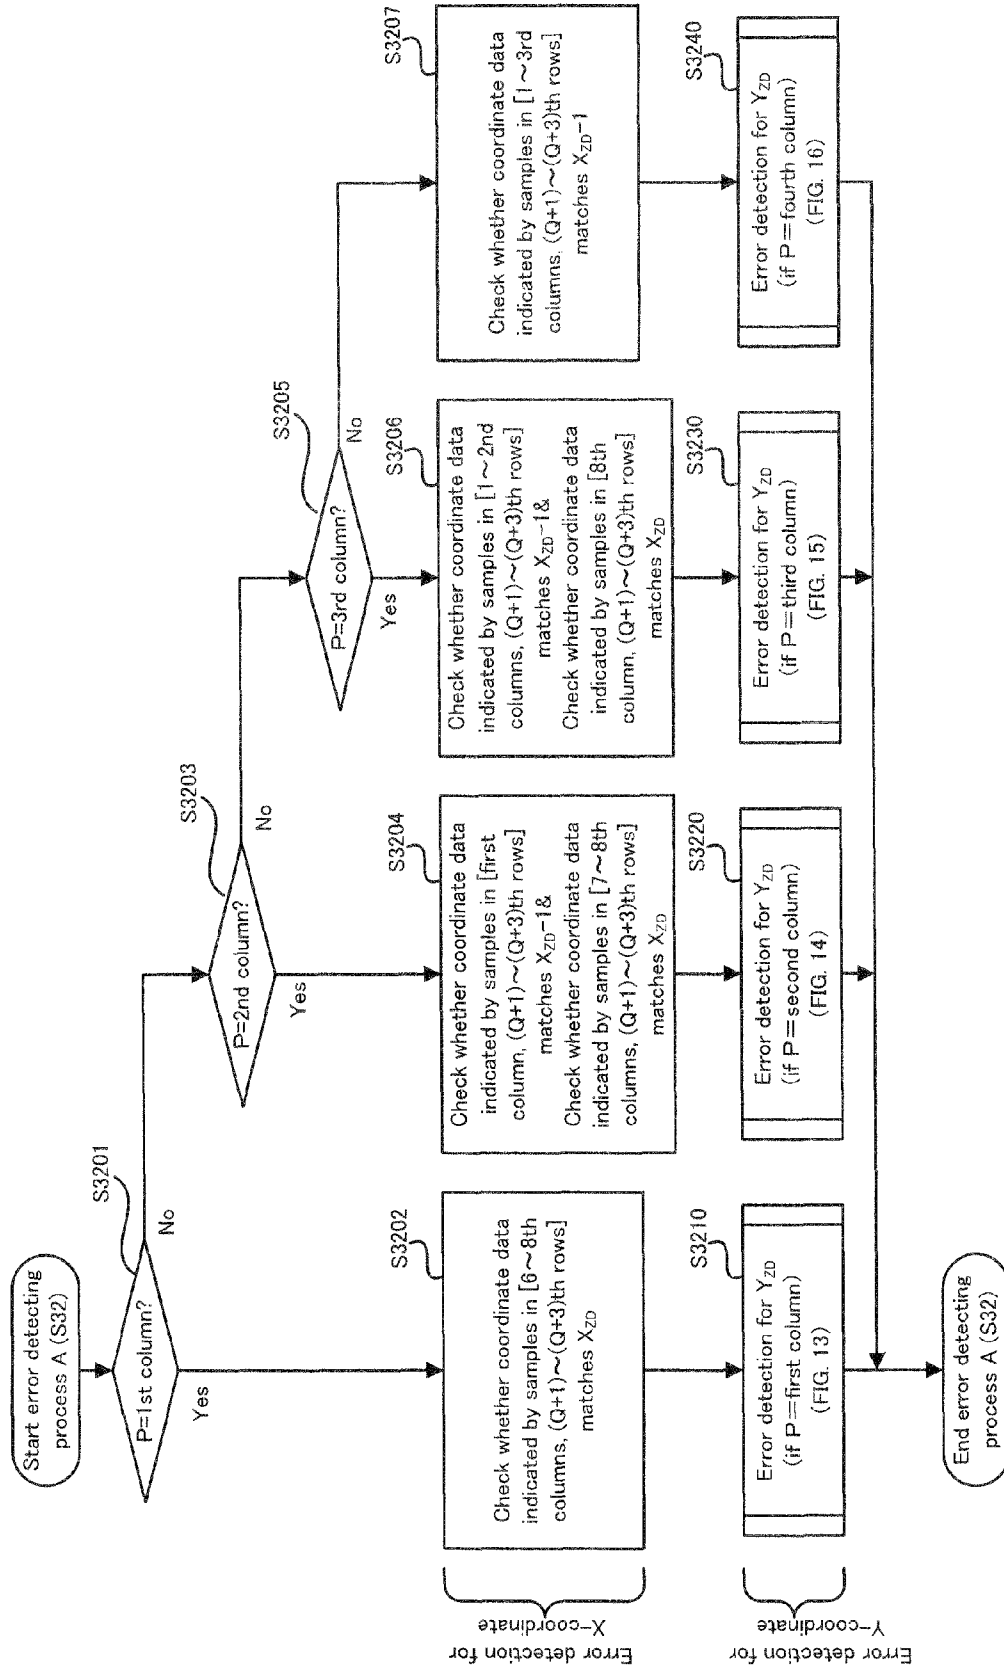 Start error detecting
process A (S32)
S3201
P=1st column?
No
Yes
S3203
P=2nd column?
No
Yes
S3205
P=3rd column?
No
Yes
Error detection for
X-coordinate
S3202
Check whether coordinate data
indicated by samples in [6~8th
columns, (Q+1)~(Q+3)th rows]
matches XZD
S3204
Check whether coordinate data
indicated by samples in [first
column, (Q+1)~(Q+3)th rows]
matches XZD-1&
Check whether coordinate data
indicated by samples in [7~8th
columns, (Q+1)~(Q+3)th rows]
matches XZD
S3206
Check whether coordinate data
indicated by samples in [1~2nd
columns, (Q+1)~(Q+3)th rows]
matches XZD-1&
Check whether coordinate data
indicated by samples in [8th
column, (Q+1)~(Q+3)th rows]
matches XZD
S3207
Check whether coordinate data
indicated by samples in [1~3rd
columns, (Q+1)~(Q+3)th rows]
matches XZD-1
Error detection for
Y-coordinate
S3210
Error detection for YZD
(if P=first column)
(FIG. 13)
S3220
Error detection for YZD
(if P=second column)
(FIG. 14)
S3230
Error detection for YZD
(if P=third column)
(FIG. 15)
S3240
Error detection for YZD
(if P=fourth column)
(FIG. 16)
End error detecting
process A (S32)